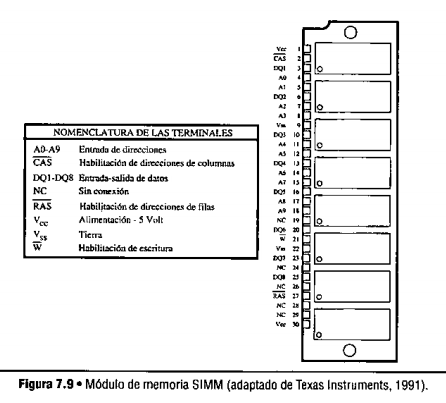 NOMENCLATURA DE LAS TERMINALES
A0-A9 Entrada de direcciones
CAS Habilitación de direcciones de columnas
DQ1-DQ8 Entrada-salida de datos
NC Sin conexión
RAS Habilitación de direcciones de filas
VCC Alimentación - 5 Volt
VSS Tierra
W Habilitación de escritura
Vcc 1
CAS 2
DQ1 3
A0 4
A1 5
DQ2 6
A2 7
A3 8
Vss 9
DQ3 10
A4 11
A5 12
DQ4 13
A6 14
A7 15
DQ5 16
A8 17
A9 18
NC 19
DQ6 20
W 21
Vss 22
DQ7 23
NC 24
DQ8 25
NC 26
RAS 27
NC 28
NC 29
Vcc 30
Figura 7.9 • Módulo de memoria SIMM (adaptado de Texas Instruments, 1991).